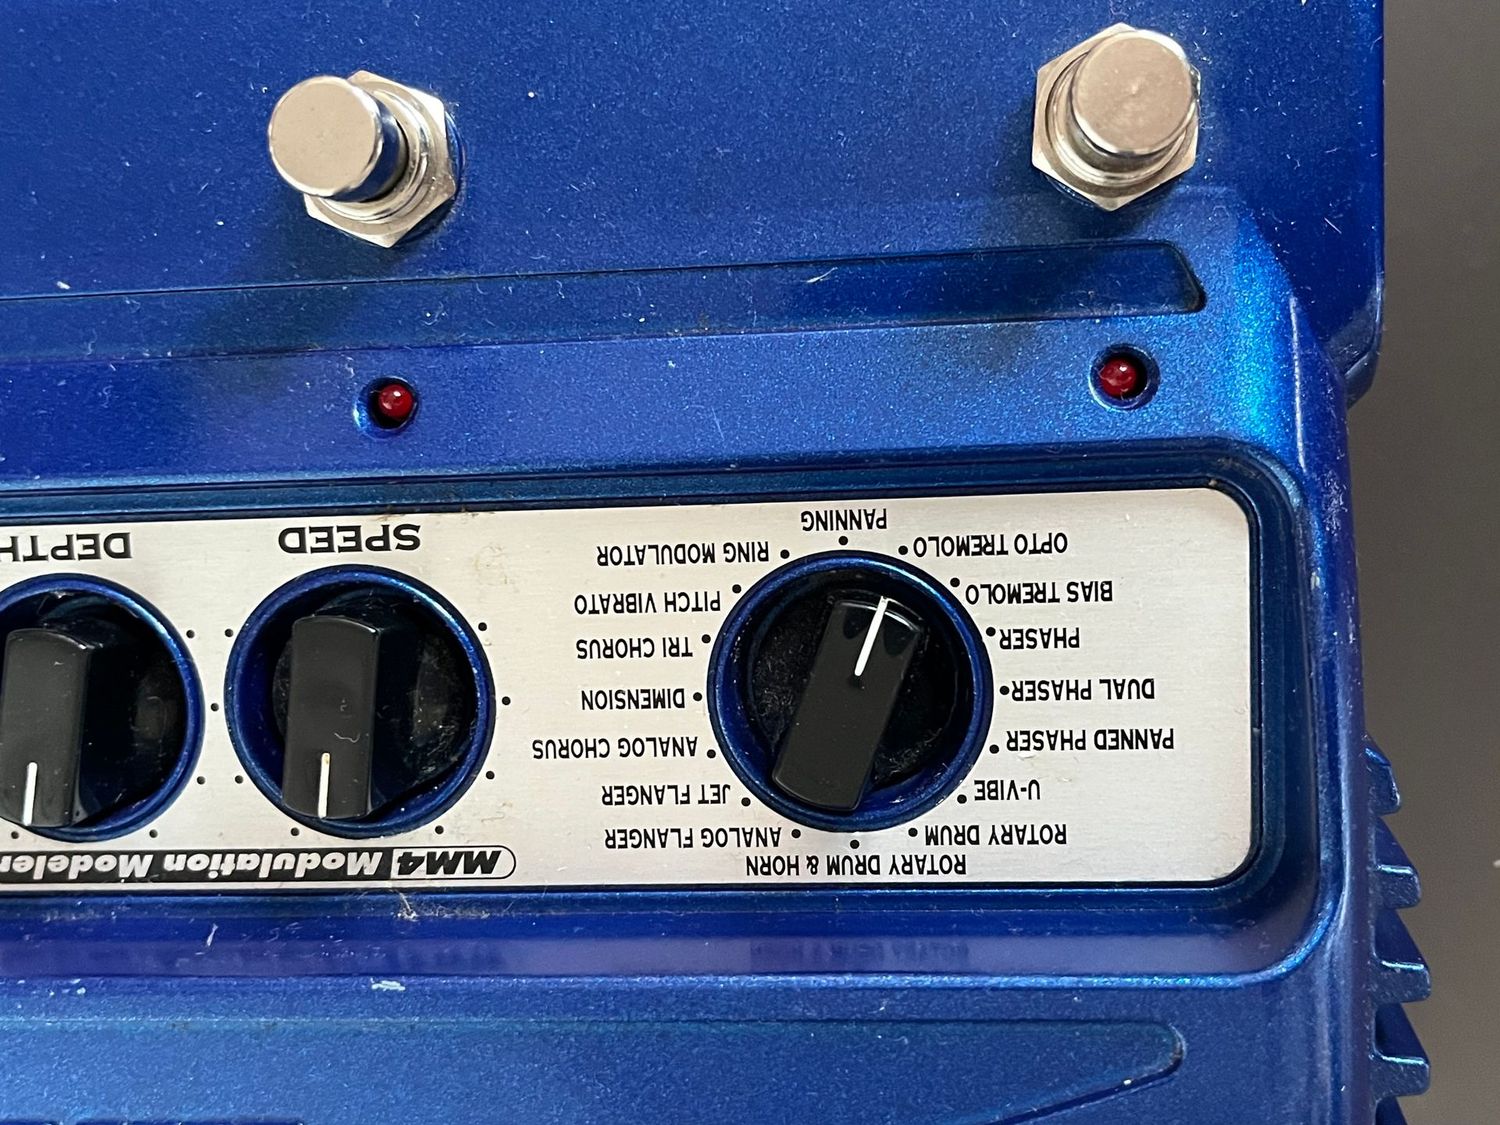 MM4 Modulation Modeler
ROTARY DRUM & HORN
ROTARY DRUM
ANALOG FLANGER
U-VIBE
JET FLANGER
PANNED PHASER
ANALOG CHORUS
DUAL PHASER
DIMENSION
PHASER
TRI CHORUS
BIAS TREMOLO
PITCH VIBRATO
OPTO TREMOLO
RING MODULATOR
PANNING
SPEED
DEPTH